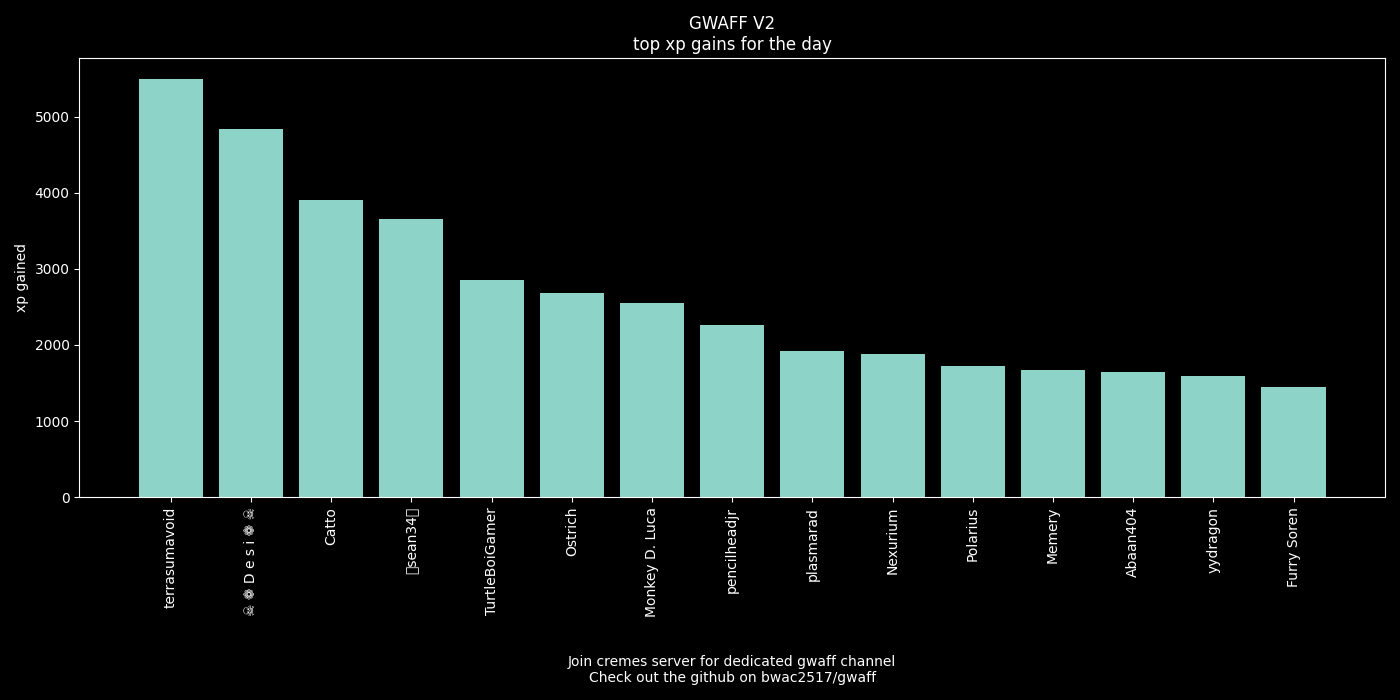 GWAFF V2
top xp gains for the day
xp gained
5000
4000
3000
2000
1000
0
terrasumavoid
☠ ❁ D e s i ❁ ☠
Catto
▯sean34▯
TurtleBoiGamer
Ostrich
Monkey D. Luca
pencilheadjr
plasmarad
Nexurium
Polarius
Memery
Abaan404
yydragon
Furry Soren
Join cremes server for dedicated gwaff channel
Check out the github on bwac2517/gwaff